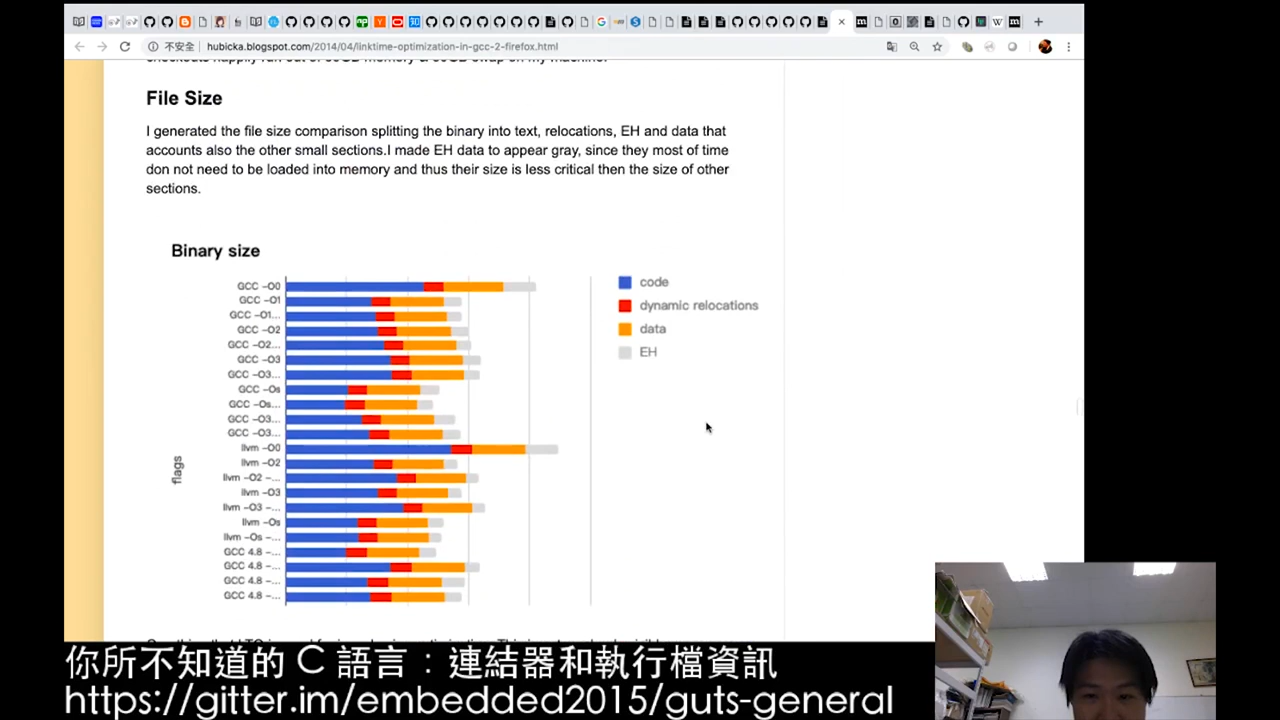 不安全
hubicka.blogspot.com/2014/04/linktime-optimization-in-gcc-2-firefox.html
File Size
I generated the file size comparison splitting the binary into text, relocations, EH and data that
accounts also the other small sections.I made EH data to appear gray, since they most of time
don not need to be loaded into memory and thus their size is less critical then the size of other
sections.
Binary size
GCC -O0
GCC -O1
GCC -O1...
GCC -O2
GCC -O2...
GCC -O3
GCC -O3...
GCC -Os
GCC -Os...
GCC -O3...
GCC -O3...
llvm -O0
llvm -O2
llvm -O2 -...
llvm -O3
llvm -O3 -...
llvm -Os
llvm -Os -...
GCC 4.8 -...
GCC 4.8 -...
GCC 4.8 -...
GCC 4.8 -...
flags
code
dynamic relocations
data
EH
你所不知道的 C 語言：連結器和執行檔資訊
https://gitter.im/embedded2015/guts-general